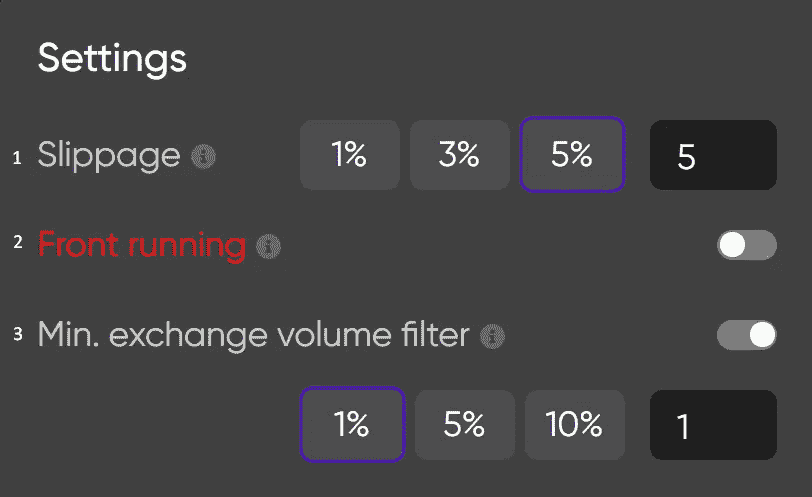 Settings
1 Slippage 1% 3% 5% 5
2 Front running
3 Min. exchange volume filter
1% 5% 10% 1